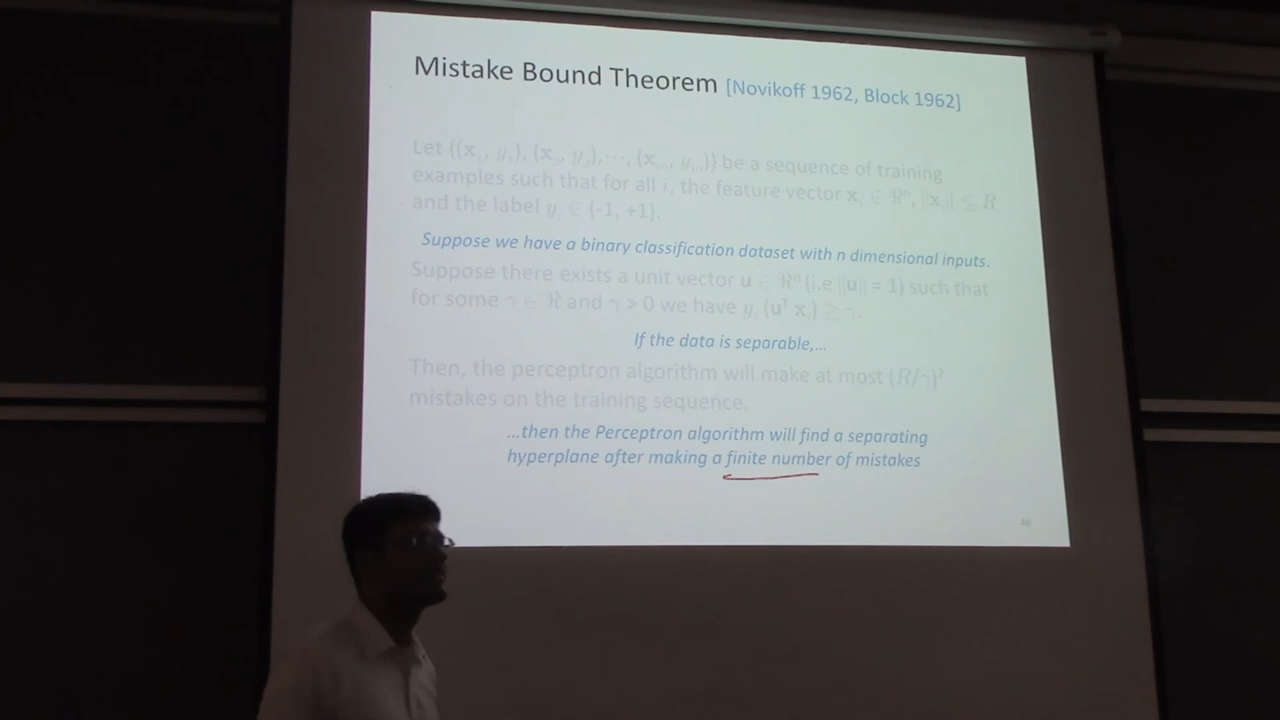 Mistake Bound Theorem [Novikoff 1962, Block 1962]
Let {(x₁, y₁), (x₂, y₂),⋯, (xₘ, yₘ)} be a sequence of training
examples such that for all i, the feature vector xᵢ ∈ ℜⁿ, ||xᵢ|| ≤ R
and the label yᵢ ∈ {-1, +1}.
Suppose we have a binary classification dataset with n dimensional inputs.
Suppose there exists a unit vector u ∈ ℜⁿ (i.e ||u|| = 1) such that
for some γ ∈ ℜ and γ > 0 we have yᵢ (uᵀ xᵢ) ≥ γ.
If the data is separable,...
Then, the perceptron algorithm will make at most (R/γ)²
mistakes on the training sequence.
...then the Perceptron algorithm will find a separating
hyperplane after making a finite number of mistakes